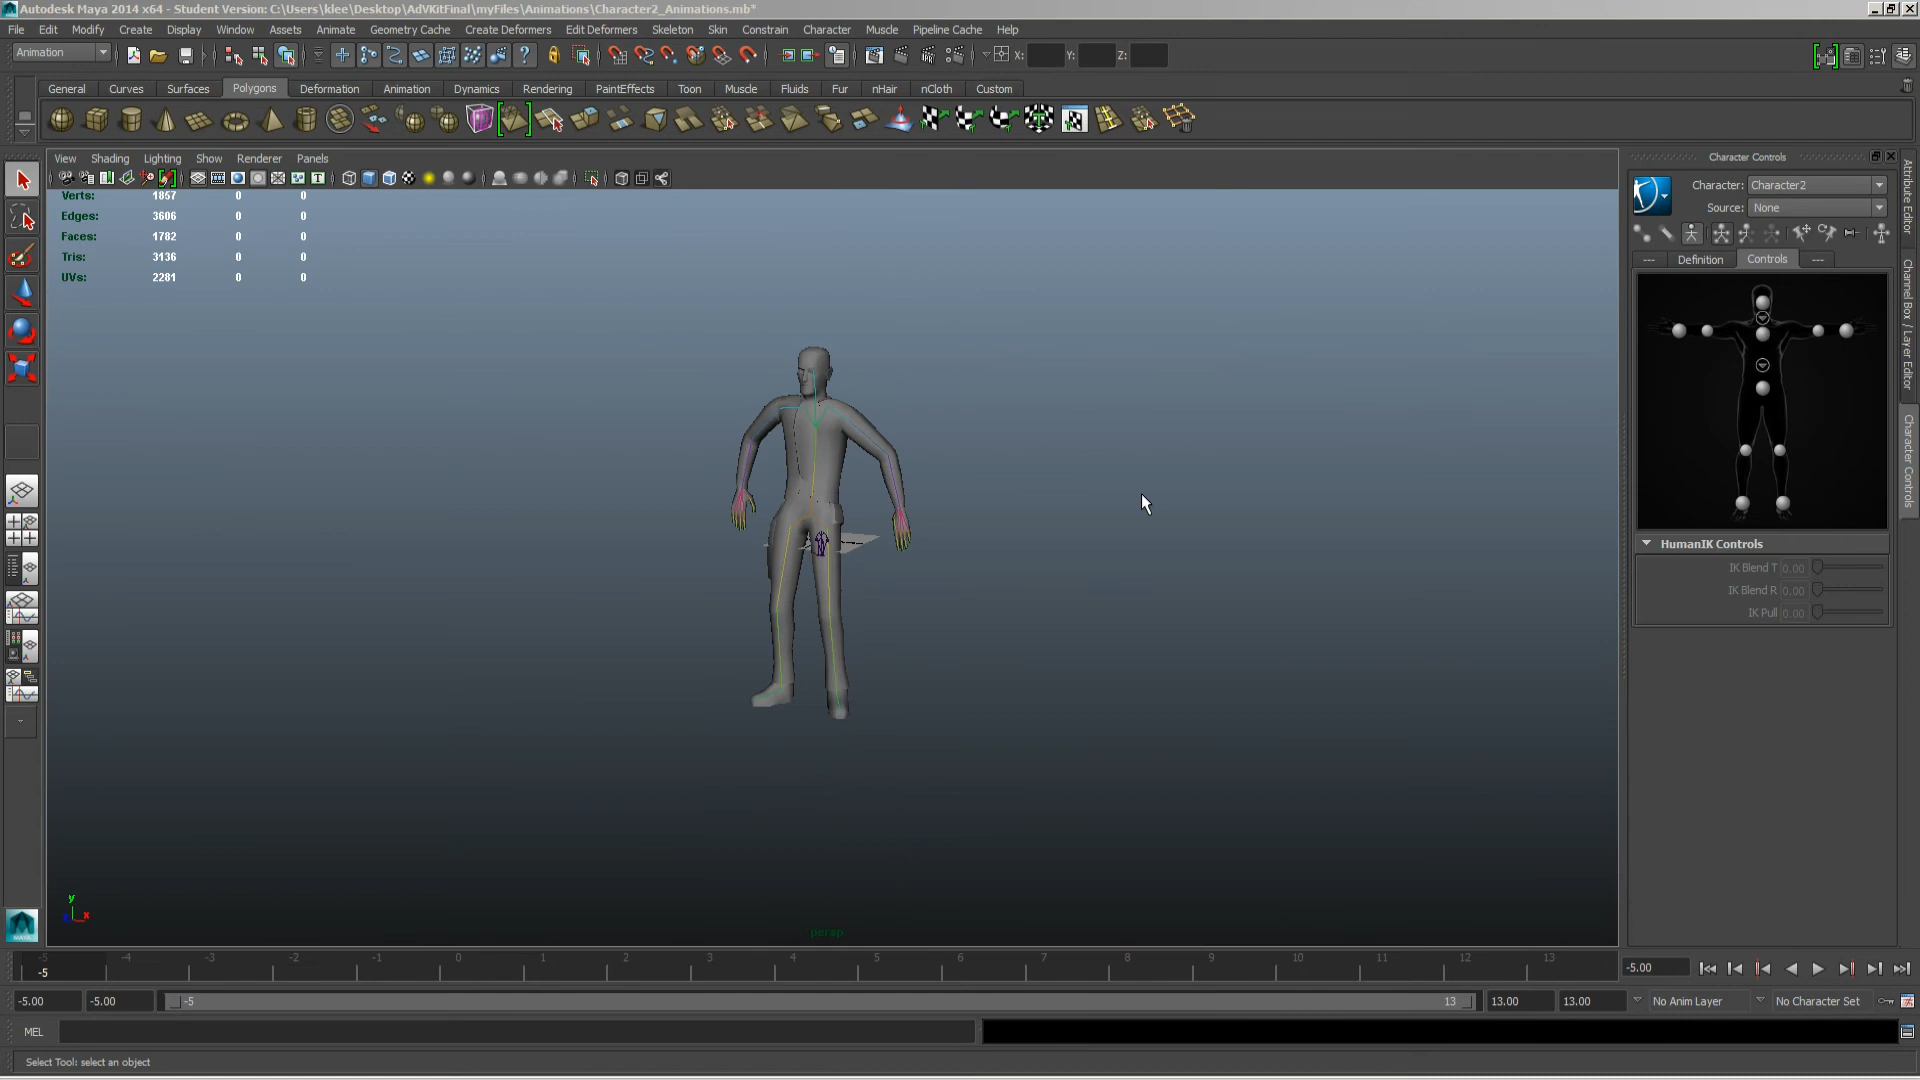 Autodesk Maya 2014 x64 - Student Version: C:\Users\klee\Desktop\AdVKitFinal\myFiles\Animations\Character2_Animations.mb*
File Edit Modify Create Display Window Assets Animate Geometry Cache Create Deformers Edit Deformers Skeleton Skin Constrain Character Muscle Pipeline Cache Help
Animation X: Y: Z:
General Curves Surfaces Polygons Deformation Animation Dynamics Rendering PaintEffects Toon Muscle Fluids Fur nHair nCloth Custom
View Shading Lighting Show Renderer Panels
Verts: 1857 0 0
Edges: 3606 0 0
Faces: 1782 0 0
Tris: 3136 0 0
UVs: 2281 0 0
y
x
persp
Character Controls
Character: Character2
Source: None
--- Definition Controls ---
HumanIK Controls
IK Blend T 0.00
IK Blend R 0.00
IK Pull 0.00
Attribute Editor
Channel Box / Layer Editor
Character Controls
-5 -4 -3 -2 -1 0 1 2 3 4 5 6 7 8 9 10 11 12 13
-5 -5.00
-5.00 -5.00 -5 13 13.00 13.00 No Anim Layer No Character Set
MEL
Select Tool: select an object